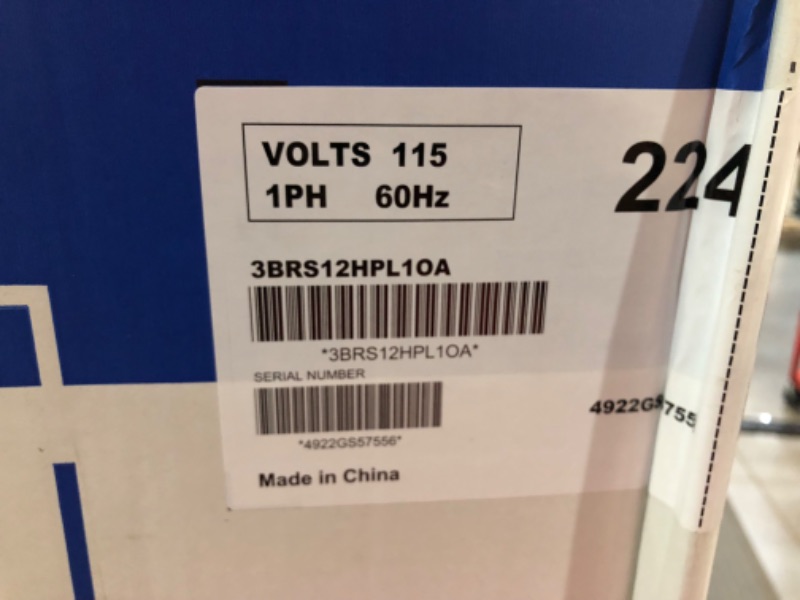 VOLTS 115
1PH 60Hz
224
3BRS12HPL1OA
*3BRS12HPL1OA*
SERIAL NUMBER
*4922GS57556*
Made in China